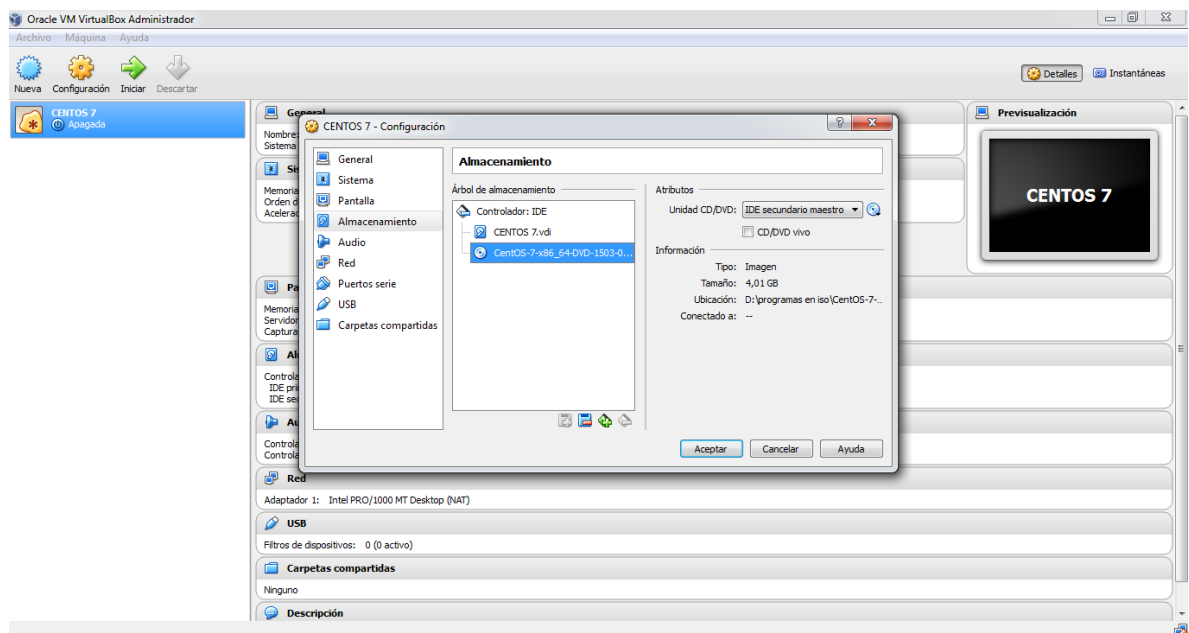 Oracle VM VirtualBox Administrador
Archivo Máquina Ayuda
Nueva Configuración Iniciar Descartar
Detalles Instantáneas
CENTOS 7
Apagada
General
Nombre:
Sistema
Memoria
Orden d
Acelerac
Memoria
Servidor
Captura
Controla
IDE pri
IDE sec
Controla
Controla
Red
Adaptador 1: Intel PRO/1000 MT Desktop (NAT)
USB
Filtros de dispositivos: 0 (0 activo)
Carpetas compartidas
Ninguno
Descripción
Previsualización
CENTOS 7
CENTOS 7 - Configuración
General
Sistema
Pantalla
Almacenamiento
Audio
Red
Puertos serie
USB
Carpetas compartidas
Almacenamiento
Árbol de almacenamiento
Controlador: IDE
CENTOS 7.vdi
CentOS-7-x86_64-DVD-1503-0...
Atributos
Unidad CD/DVD: IDE secundario maestro
CD/DVD vivo
Información
Tipo: Imagen
Tamaño: 4,01 GB
Ubicación: D:\programas en iso\CentOS-7-...
Conectado a: --
Aceptar Cancelar Ayuda